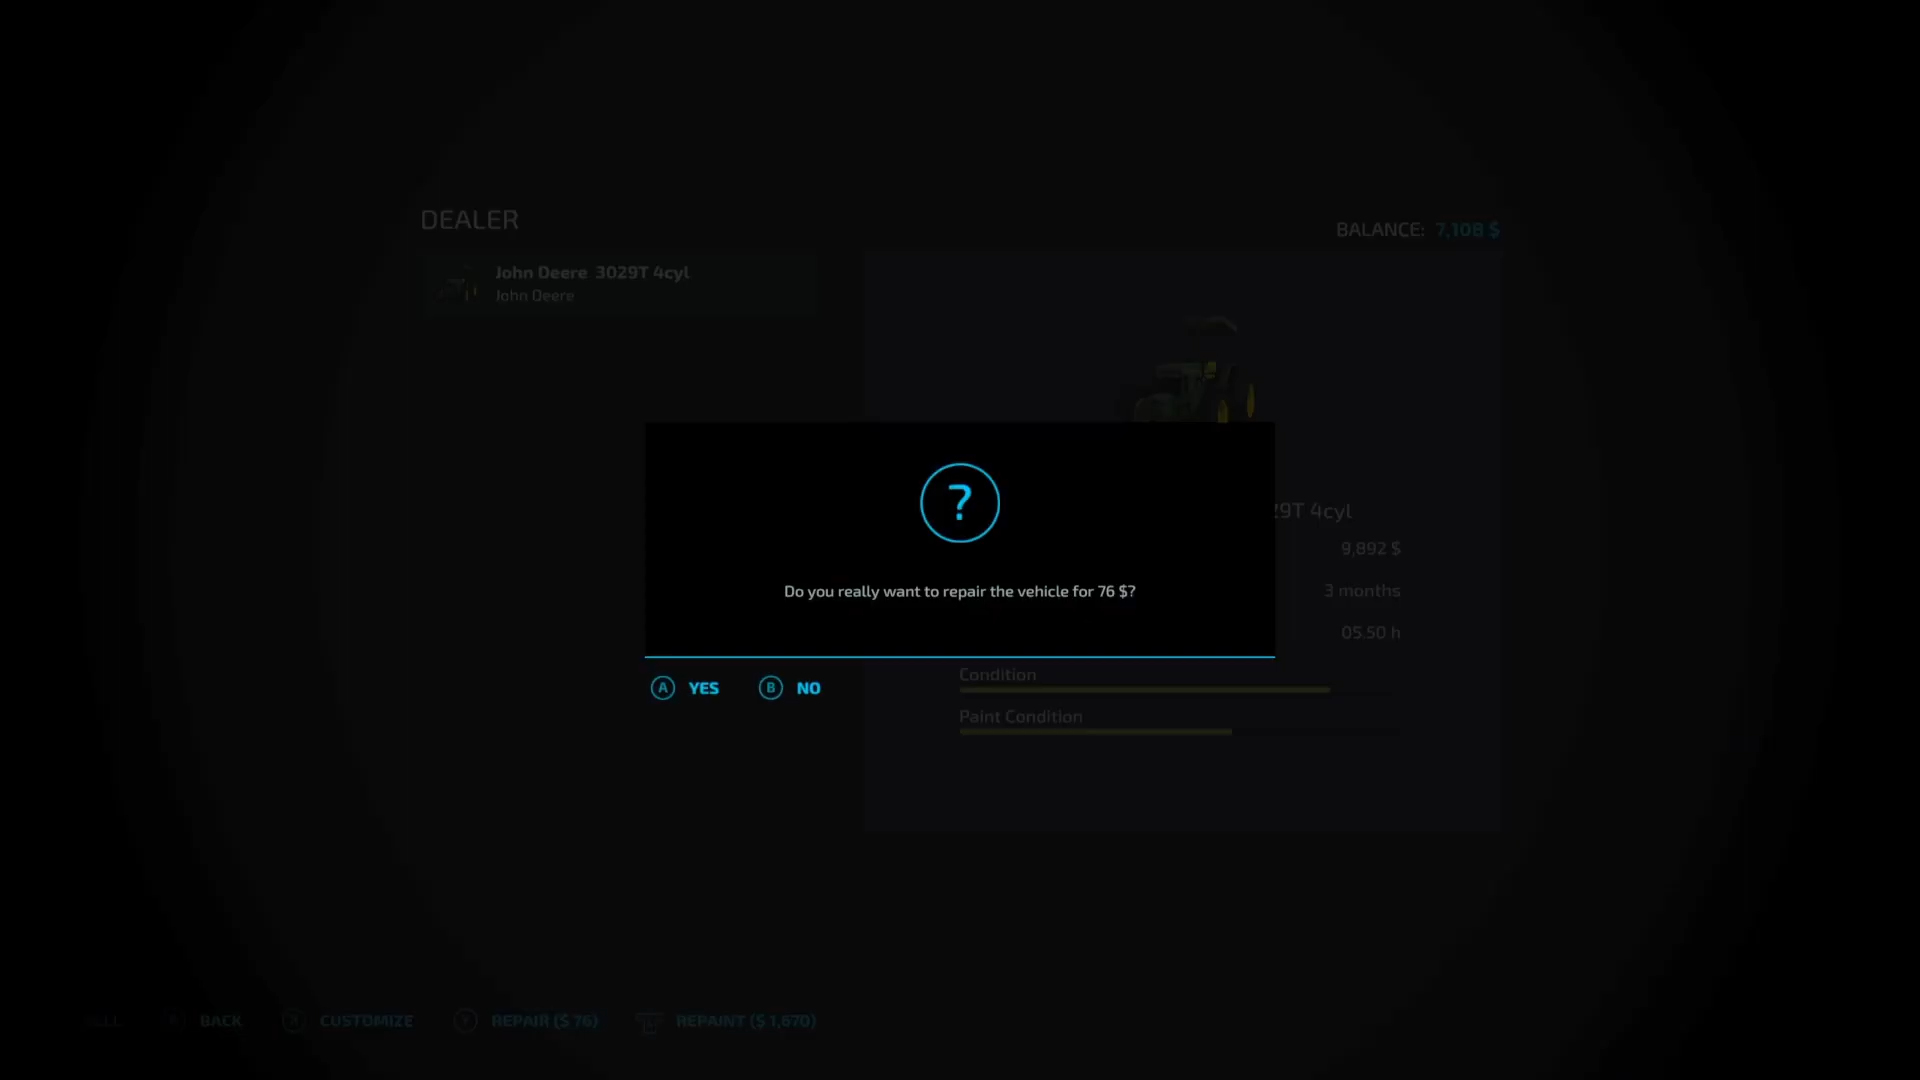 DEALER
BALANCE: 7,108 $
John Deere 3029T 4cyl
John Deere
?
29T 4cyl
9,892 $
Do you really want to repair the vehicle for 76 $?
3 months
05.50 h
Condition
A YES B NO
Paint Condition
BACK X CUSTOMIZE Y REPAIR ($ 76) REPAINT ($ 1,670)